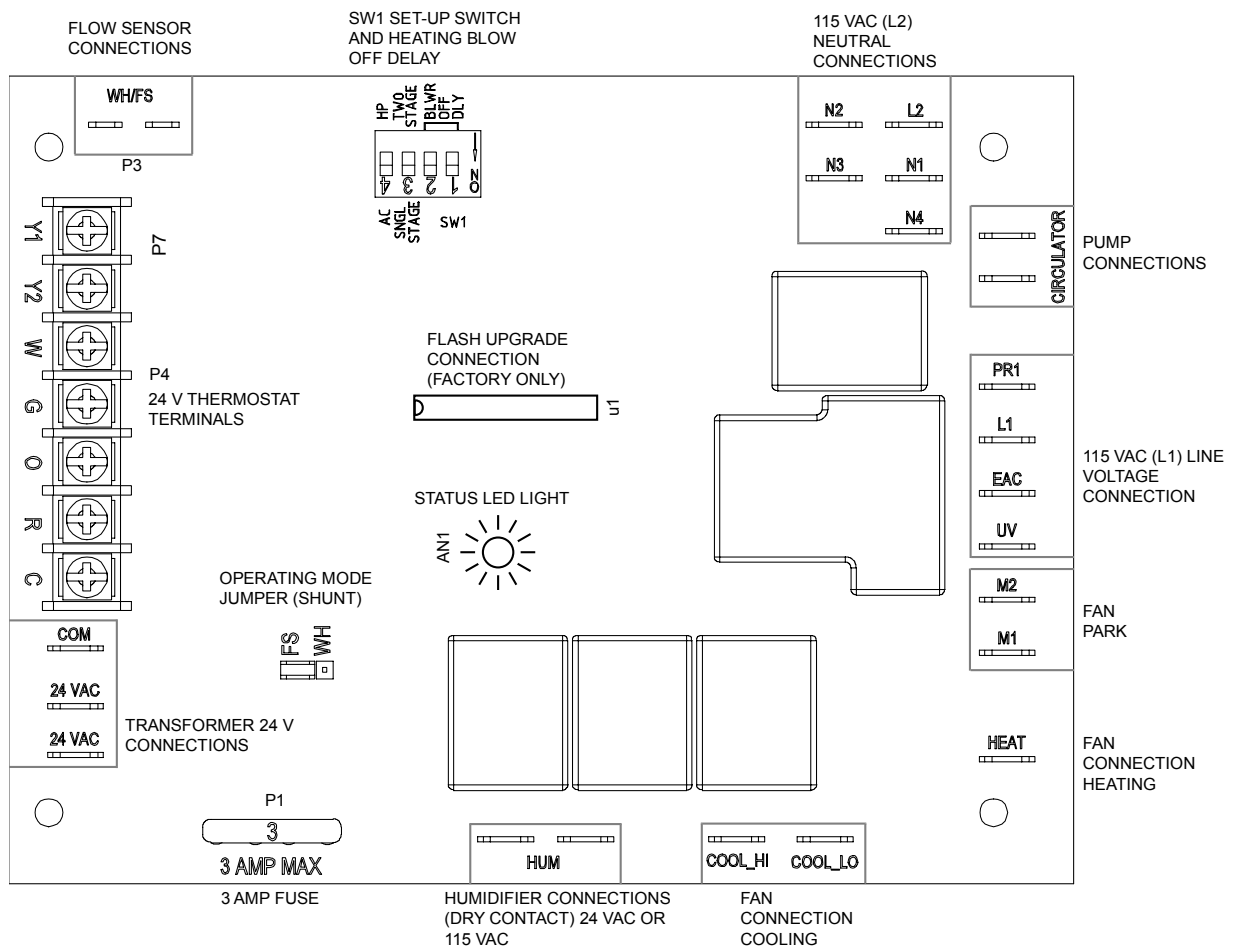 FLOW SENSOR
CONNECTIONS
SW1 SET-UP SWITCH
AND HEATING BLOW
OFF DELAY
115 VAC (L2)
NEUTRAL
CONNECTIONS
WH/FS
P3
HP
TWO
STAGE
BLWR
OFF
DLY
4
3
2
1
ON
AC
SNGL
STAGE
SW1
N2
L2
N3
N1
N4
CIRCULATOR
PUMP
CONNECTIONS
Y1
P7
Y2
W
P4
24 V THERMOSTAT
TERMINALS
G
O
R
C
FLASH UPGRADE
CONNECTION
(FACTORY ONLY)
u1
STATUS LED LIGHT
AN1
PR1
L1
EAC
UV
115 VAC (L1) LINE
VOLTAGE
CONNECTION
M2
M1
FAN
PARK
OPERATING MODE
JUMPER (SHUNT)
FS
WH
COM
24 VAC
24 VAC
TRANSFORMER 24 V
CONNECTIONS
HEAT
FAN
CONNECTION
HEATING
P1
3
3 AMP MAX
3 AMP FUSE
HUM
HUMIDIFIER CONNECTIONS
(DRY CONTACT) 24 VAC OR
115 VAC
COOL_HI
COOL_LO
FAN
CONNECTION
COOLING